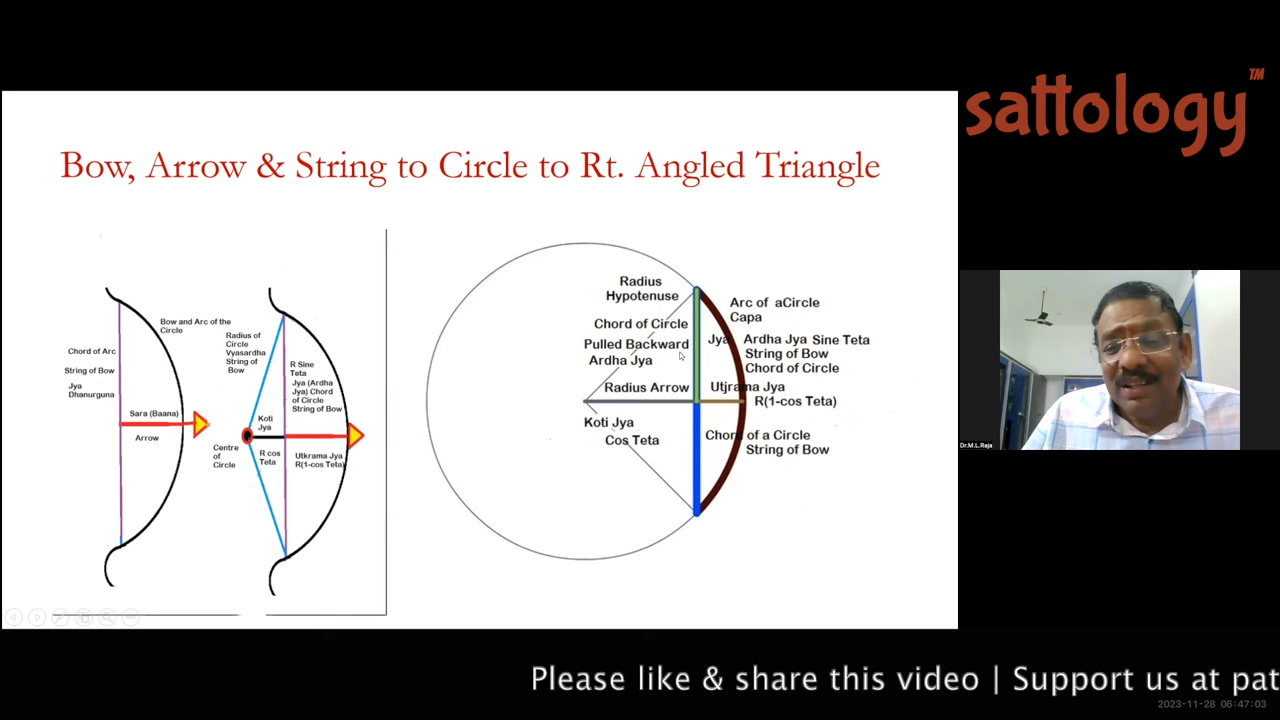 sattology™
Bow, Arrow & String to Circle to Rt. Angled Triangle
Bow and Arc of the
Circle
Chord of Arc
String of Bow
Jya
Dhanurguna
Sara (Baana)
Arrow
Radius of
Circle
Vyasardha
String of
Bow
R Sine
Teta
Jya (Ardha
Jya) Chord
of Circle
String of Bow
Koti
Jya
Centre
of
Circle
R cos
Teta
Utkrama Jya
R(1-cos Teta)
Radius
Hypotenuse
Chord of Circle
Pulled Backward
Ardha Jya
Radius Arrow
Koti Jya
Cos Teta
Arc of aCircle
Capa
Jya Ardha Jya Sine Teta
String of Bow
Chord of Circle
Utjrama Jya
R(1-cos Teta)
Chord of a Circle
String of Bow
Dr.M.L.Raja
Please like & share this video | Support us at pat
2023-11-28 06:47:03